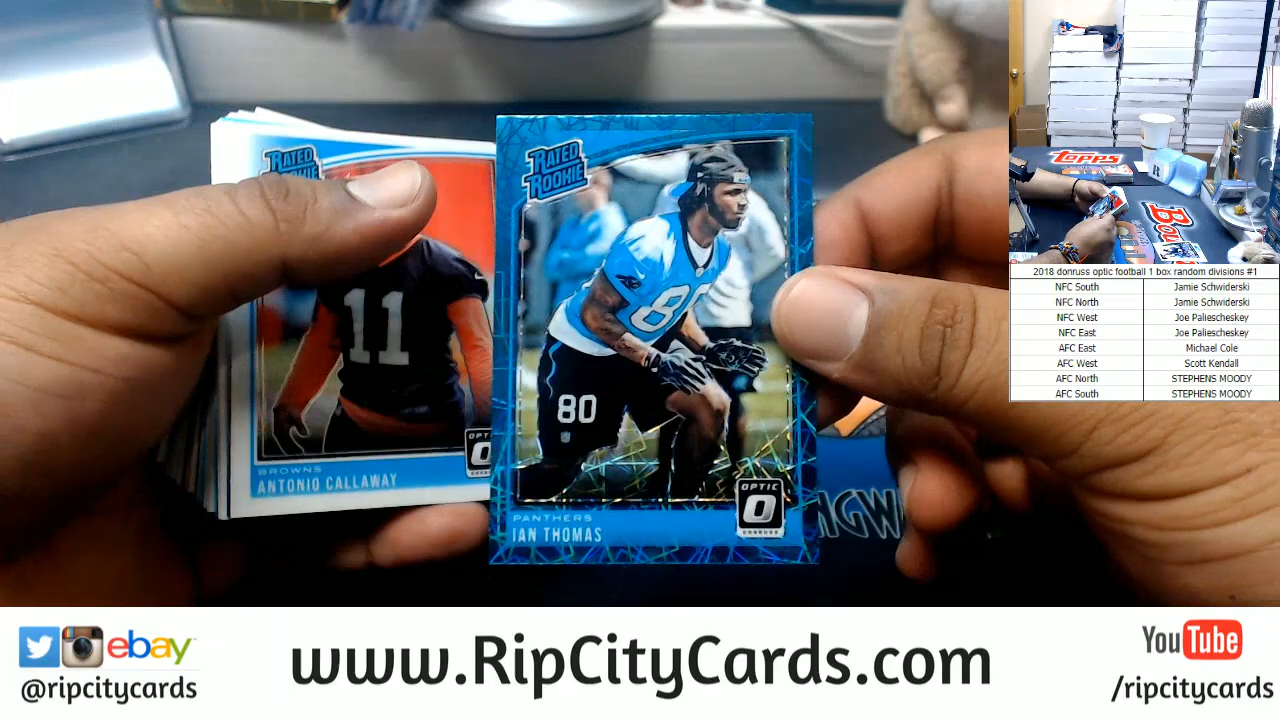 RATED
ROOKIE
11
OPTIC
BROWNS
ANTONIO CALLAWAY
RATED
ROOKIE
80
80
NFL
OPTIC
O
DONRUSS
PANTHERS
IAN THOMAS
topps
2018 donruss optic football 1 box random divisions #1
NFC South Jamie Schwiderski
NFC North Jamie Schwiderski
NFC West Joe Paliescheskey
NFC East Joe Paliescheskey
AFC East Michael Cole
AFC West Scott Kendall
AFC North STEPHENS MOODY
AFC South STEPHENS MOODY
ebay
@ripcitycards
www.RipCityCards.com
YouTube
/ripcitycards